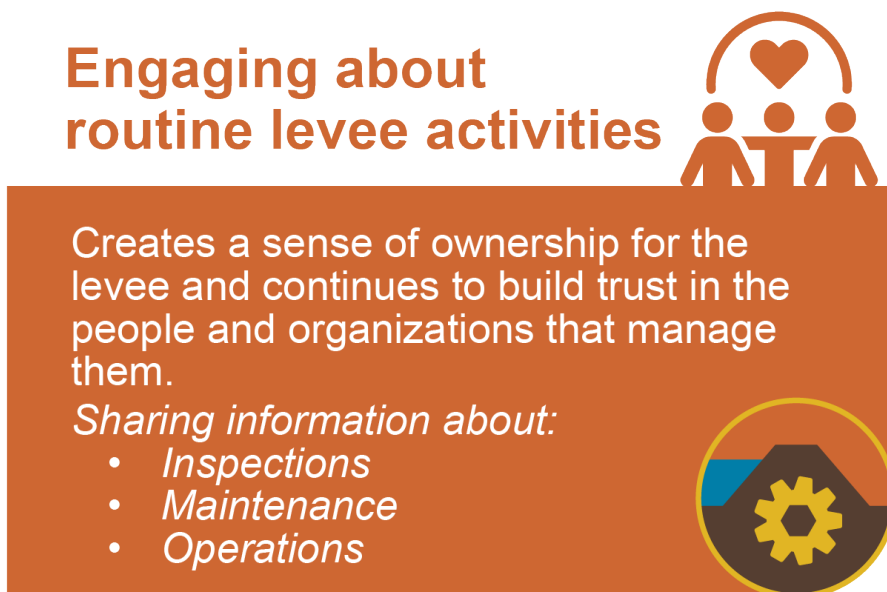 Engaging about
routine levee activities
Creates a sense of ownership for the
levee and continues to build trust in the
people and organizations that manage
them.
Sharing information about:
• Inspections
• Maintenance
• Operations